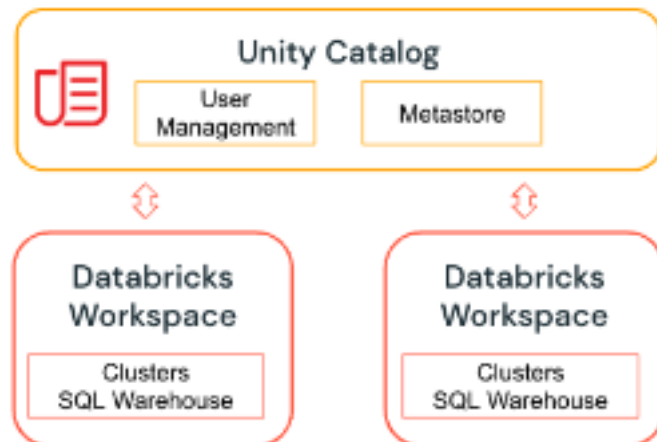 Unity Catalog
User
Management
Metastore
Databricks
Workspace
Clusters
SQL Warehouse
Databricks
Workspace
Clusters
SQL Warehouse